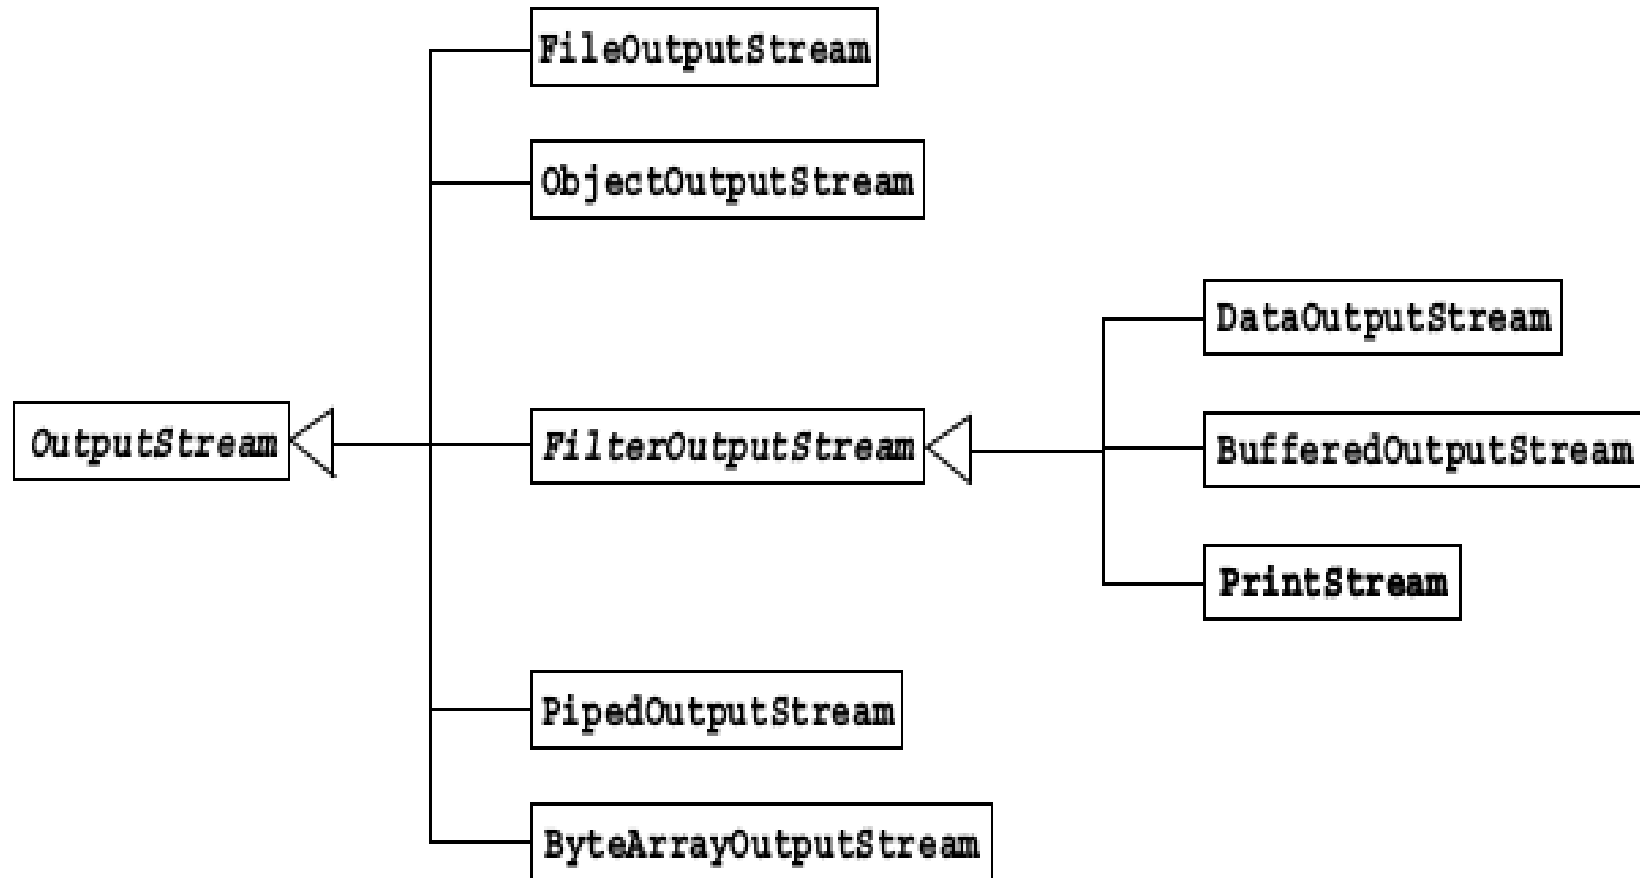 FileOutputStream
ObjectOutputStream
DataOutputStream
OutputStream
FilterOutputStream
BufferedOutputStream
PrintStream
PipedOutputStream
ByteArrayOutputStream